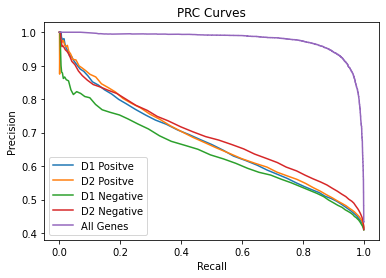 PRC Curves
Precision
1.0
0.9
0.8
0.7
0.6
0.5
0.4
D1 Positve
D2 Positve
D1 Negative
D2 Negative
All Genes
0.0 0.2 0.4 0.6 0.8 1.0
Recall